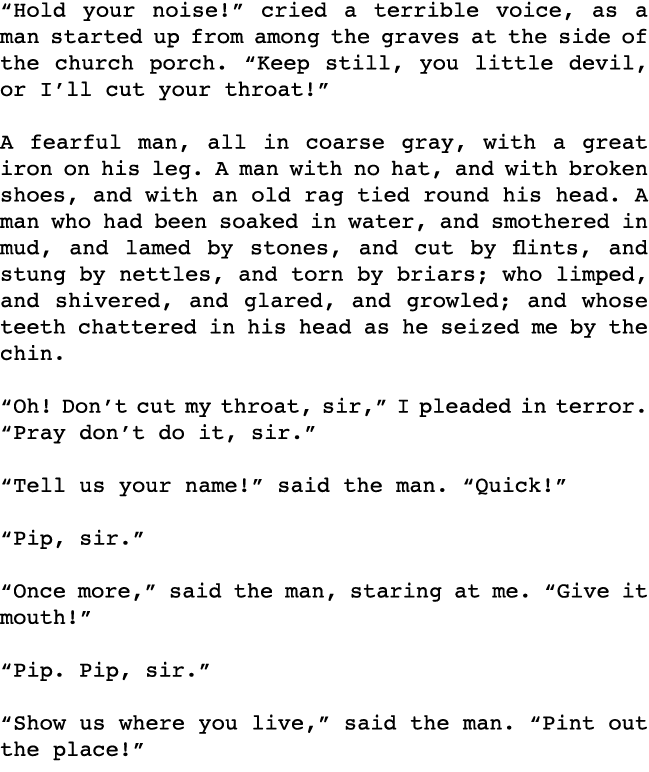 “Hold your noise!” cried a terrible voice, as a
man started up from among the graves at the side of
the church porch. “Keep still, you little devil,
or I’ll cut your throat!”
A fearful man, all in coarse gray, with a great
iron on his leg. A man with no hat, and with broken
shoes, and with an old rag tied round his head. A
man who had been soaked in water, and smothered in
mud, and lamed by stones, and cut by flints, and
stung by nettles, and torn by briars; who limped,
and shivered, and glared, and growled; and whose
teeth chattered in his head as he seized me by the
chin.
“Oh! Don’t cut my throat, sir,” I pleaded in terror.
“Pray don’t do it, sir.”
“Tell us your name!” said the man. “Quick!”
“Pip, sir.”
“Once more,” said the man, staring at me. “Give it
mouth!”
“Pip. Pip, sir.”
“Show us where you live,” said the man. “Pint out
the place!”